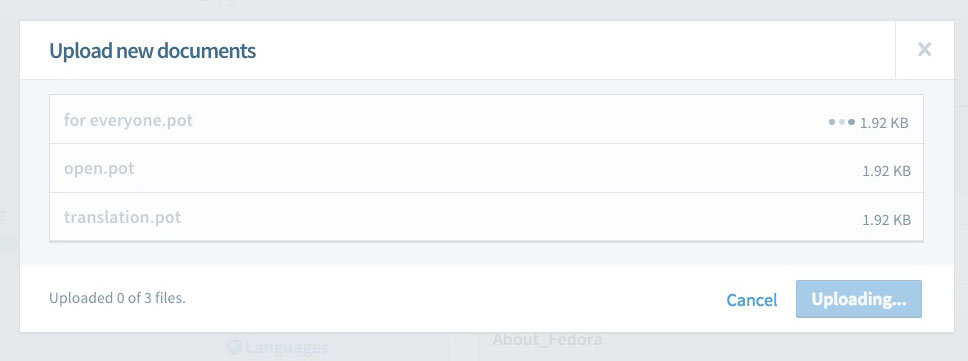 Upload new documents
for everyone.pot 1.92 KB
open.pot 1.92 KB
translation.pot 1.92 KB
Uploaded 0 of 3 files. Cancel Uploading...
Languages About_Fedora